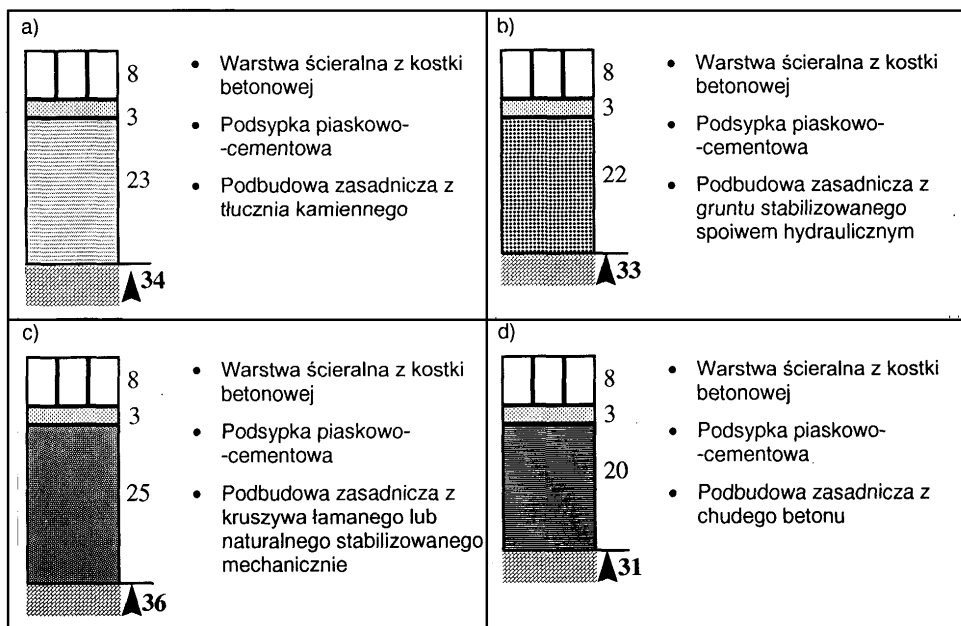 a)
8
3
23
34
• Warstwa ścieralna z kostki
betonowej
• Podsypka piaskowo-
-cementowa
• Podbudowa zasadnicza z
tłucznia kamiennego
b)
8
3
22
33
• Warstwa ścieralna z kostki
betonowej
• Podsypka piaskowo-
-cementowa
• Podbudowa zasadnicza z
gruntu stabilizowanego
spoiwem hydraulicznym
c)
8
3
25
36
• Warstwa ścieralna z kostki
betonowej
• Podsypka piaskowo-
-cementowa
• Podbudowa zasadnicza z
kruszywa łamanego lub
naturalnego stabilizowanego
mechanicznie
d)
8
3
20
31
• Warstwa ścieralna z kostki
betonowej
• Podsypka piaskowo-
-cementowa
• Podbudowa zasadnicza z
chudego betonu